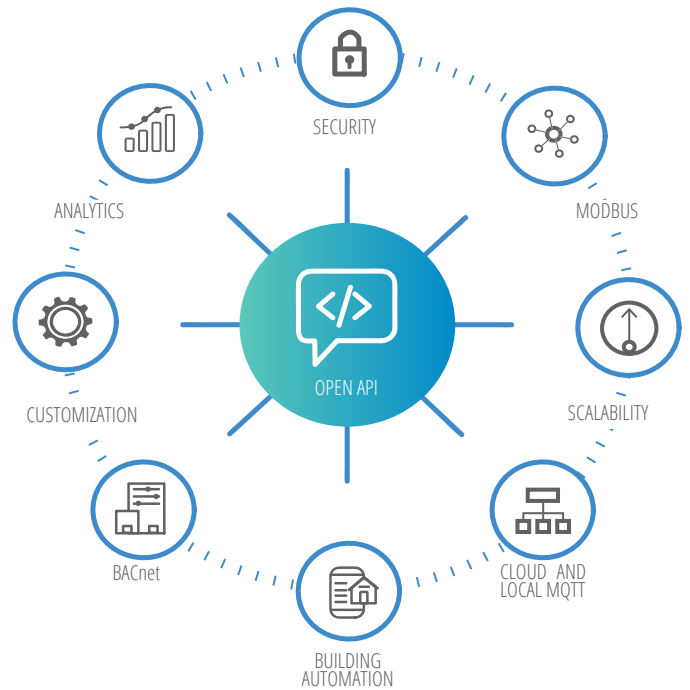 SECURITY
ANALYTICS
MODBUS
OPEN API
CUSTOMIZATION
SCALABILITY
BACnet
CLOUD AND
LOCAL MQTT
BUILDING
AUTOMATION